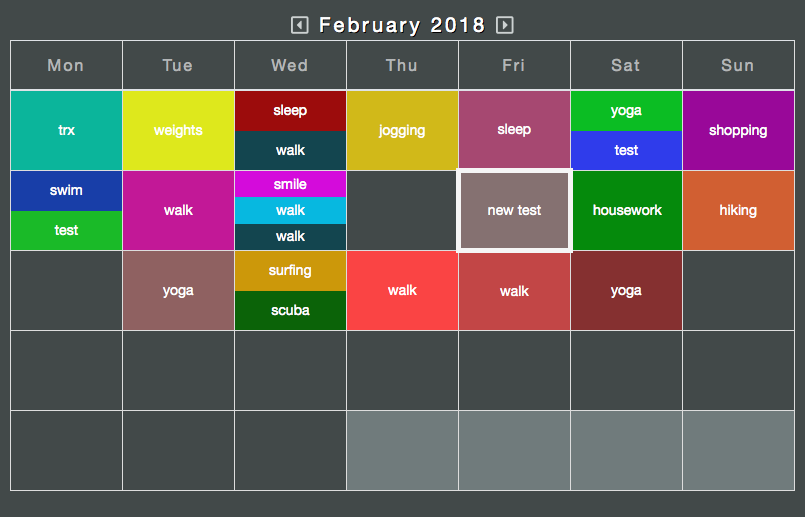 February 2018
Mon Tue Wed Thu Fri Sat Sun
trx
weights
sleep
walk
jogging
sleep
yoga
test
shopping
swim
test
walk
smile
walk
walk
new test
housework
hiking
yoga
surfing
scuba
walk
walk
yoga